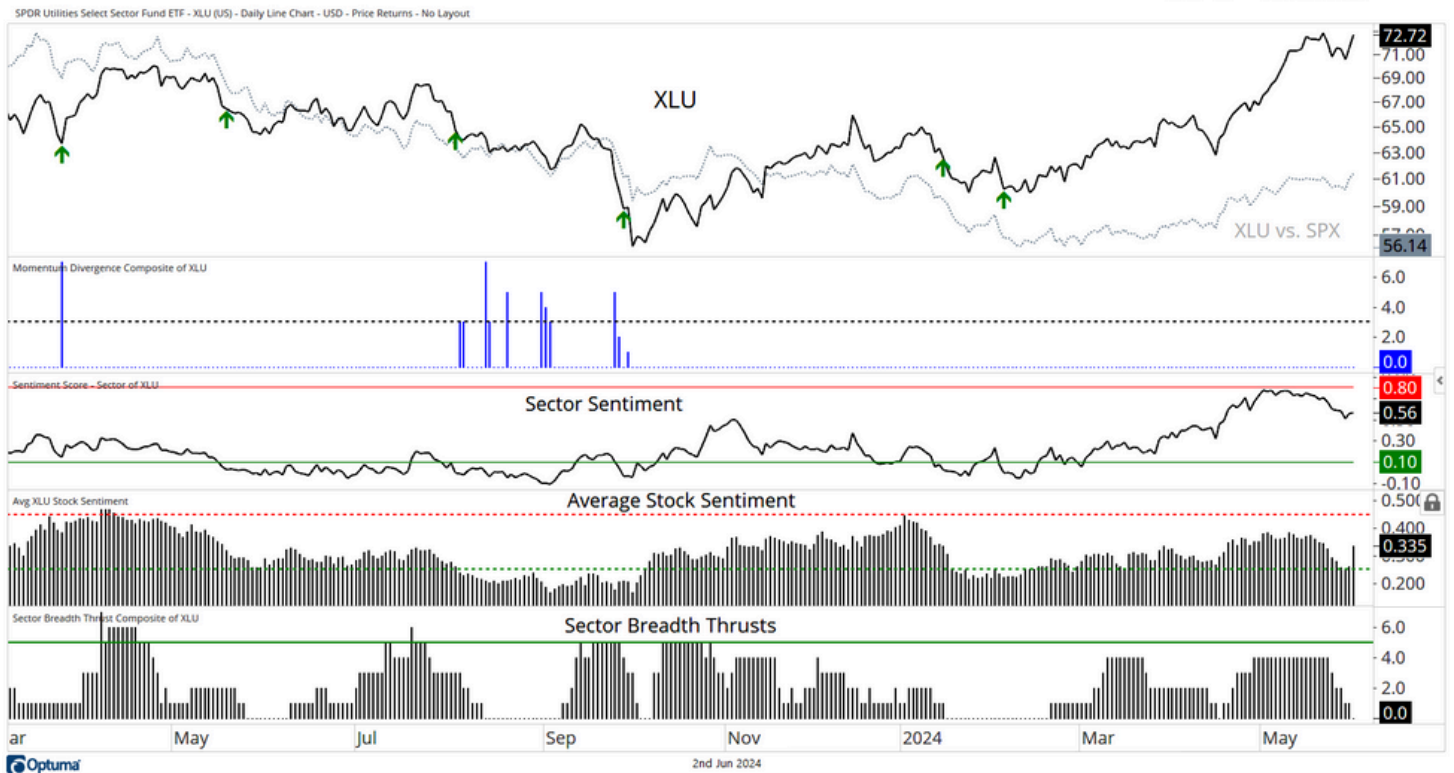 SPDR Utilities Select Sector Fund ETF - XLU (US) - Daily Line Chart - USD - Price Returns - No Layout
72.72
71.00
69.00
XLU
67.00
65.00
63.00
61.00
59.00
XLU vs. SPX
56.14
Momentum Divergence Composite of XLU
6.0
4.0
2.0
0.0
Sentiment Score - Sector of XLU
0.80
Sector Sentiment
0.56
0.30
0.10
-0.10
Avg XLU Stock Sentiment
Average Stock Sentiment
0.500
0.400
0.335
0.200
Sector Breadth Thrust Composite of XLU
Sector Breadth Thrusts
6.0
4.0
2.0
0.0
ar May Jul Sep Nov 2024 Mar May
Optuma
2nd Jun 2024